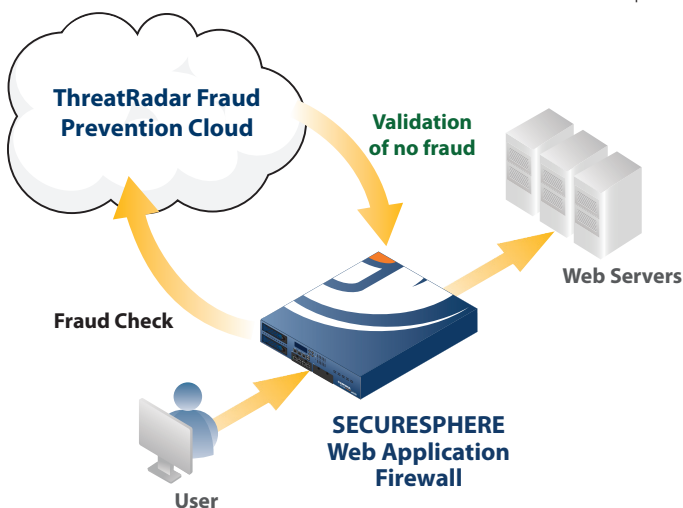 ThreatRadar Fraud
Prevention Cloud
Validation
of no fraud
Web Servers
Fraud Check
SECURESPHERE
Web Application
Firewall
User